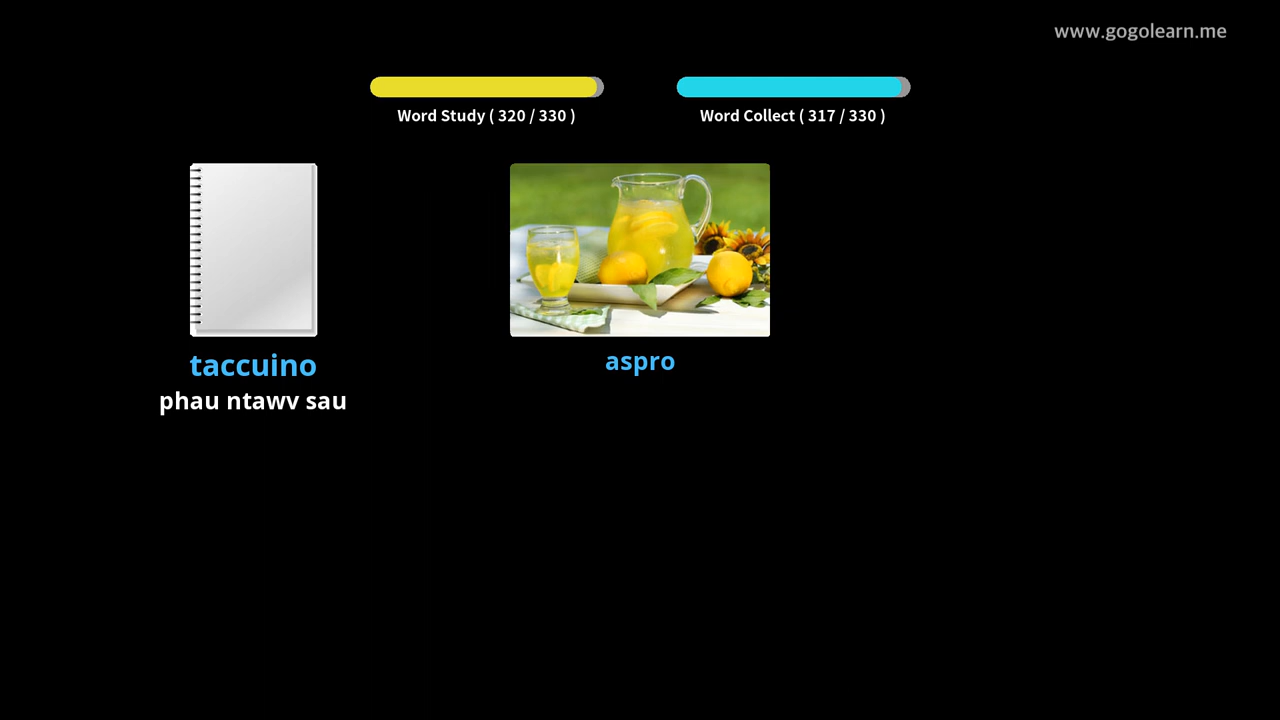 www.gogolearn.me
Word Study ( 320 / 330 )
Word Collect ( 317 / 330 )
taccuino
phau ntawv sau
aspro